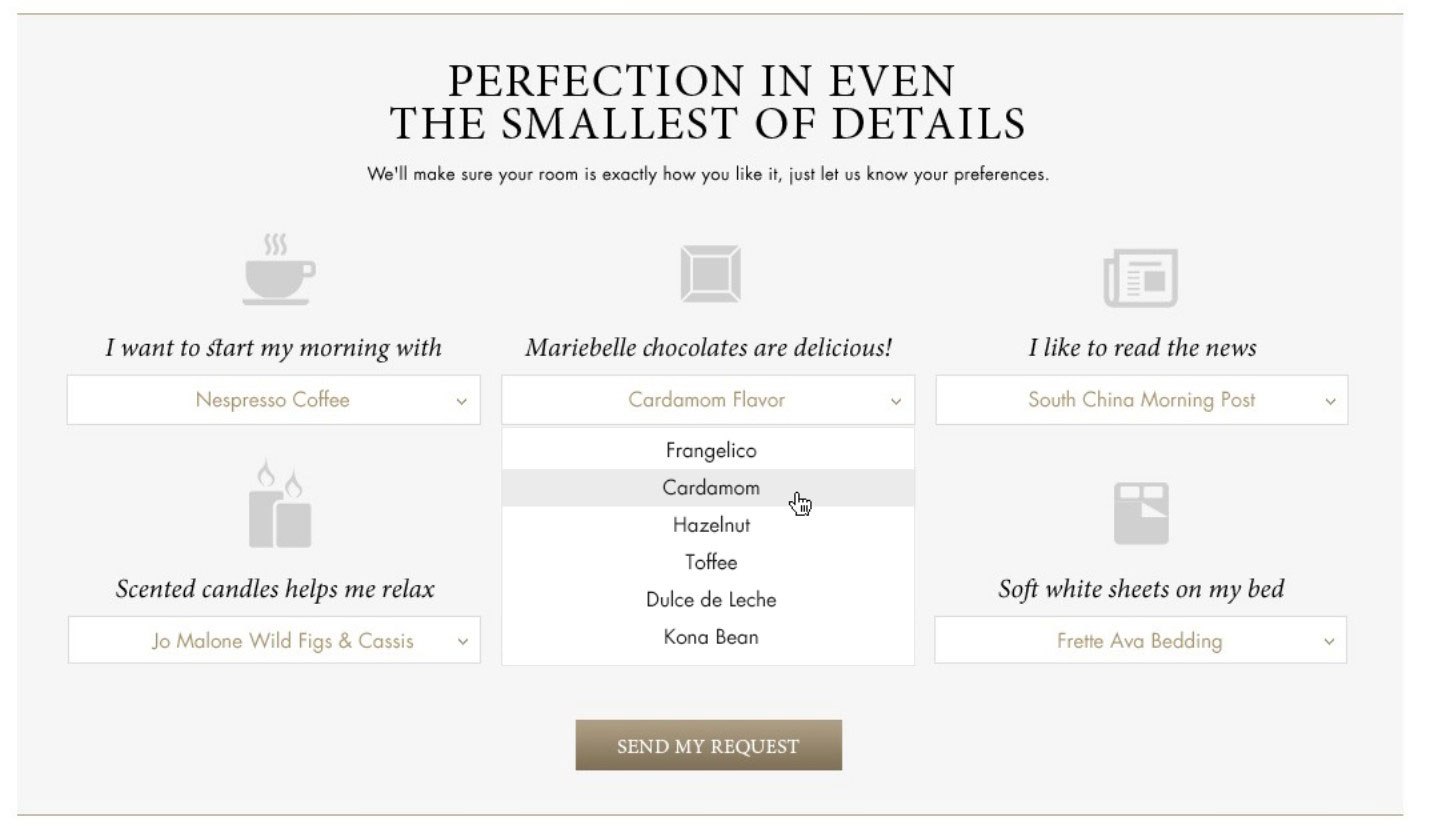 PERFECTION IN EVEN
THE SMALLEST OF DETAILS
We'll make sure your room is exactly how you like it, just let us know your preferences.
I want to start my morning with
Nespresso Coffee
Mariebelle chocolates are delicious!
Cardamom Flavor
Frangelico
Cardamom
Hazelnut
Toffee
Dulce de Leche
Kona Bean
I like to read the news
South China Morning Post
Scented candles helps me relax
Jo Malone Wild Figs & Cassis
Soft white sheets on my bed
Frette Ava Bedding
SEND MY REQUEST